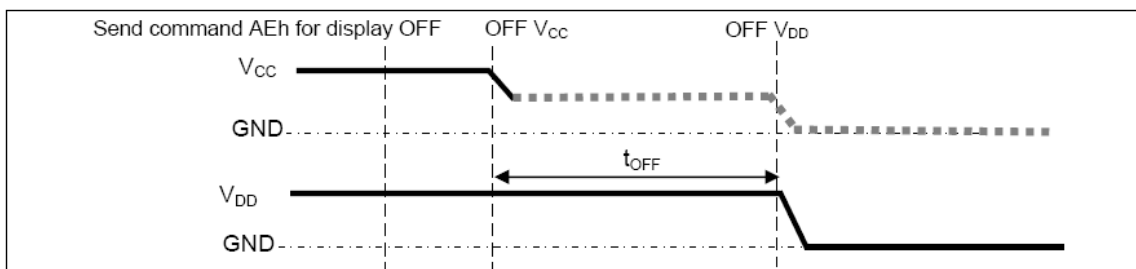 Send command AEh for display OFF OFF VCC OFF VDD
VCC
GND
tOFF
VDD
GND